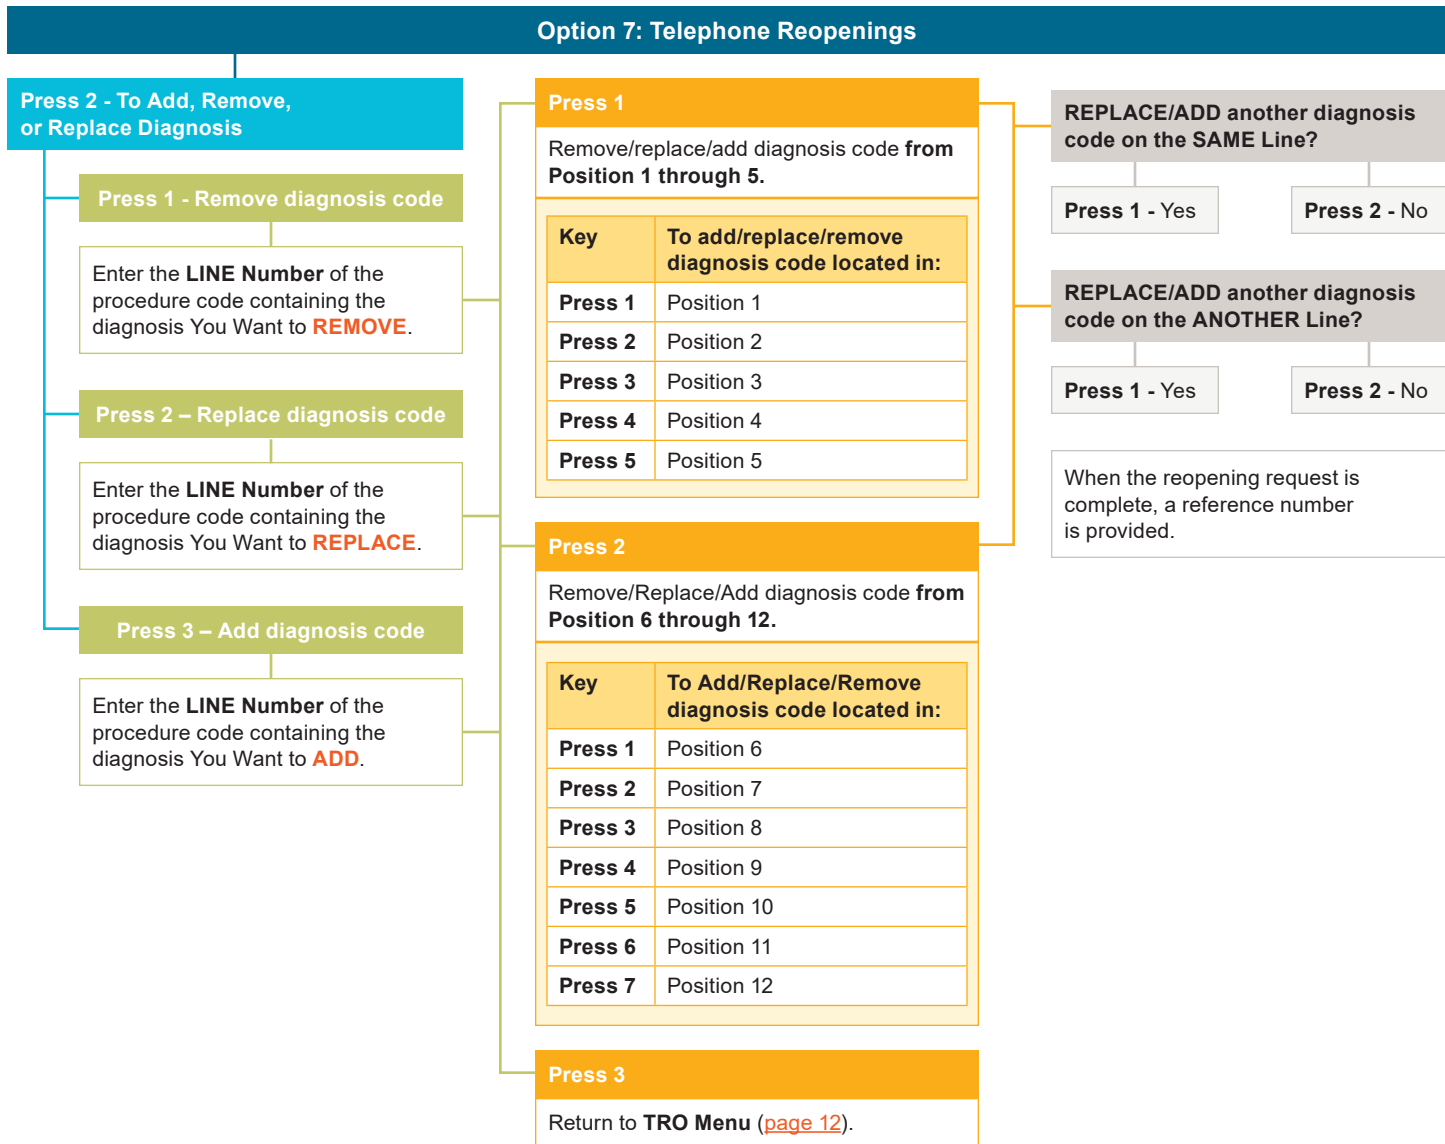 Option 7: Telephone Reopenings
Press 2 - To Add, Remove,
or Replace Diagnosis
Press 1 - Remove diagnosis code
Enter the LINE Number of the
procedure code containing the
diagnosis You Want to REMOVE.
Press 2 – Replace diagnosis code
Enter the LINE Number of the
procedure code containing the
diagnosis You Want to REPLACE.
Press 3 – Add diagnosis code
Enter the LINE Number of the
procedure code containing the
diagnosis You Want to ADD.
Press 1
Remove/replace/add diagnosis code from
Position 1 through 5.
Key To add/replace/remove
diagnosis code located in:
Press 1 Position 1
Press 2 Position 2
Press 3 Position 3
Press 4 Position 4
Press 5 Position 5
Press 2
Remove/Replace/Add diagnosis code from
Position 6 through 12.
Key To Add/Replace/Remove
diagnosis code located in:
Press 1 Position 6
Press 2 Position 7
Press 3 Position 8
Press 4 Position 9
Press 5 Position 10
Press 6 Position 11
Press 7 Position 12
Press 3
Return to TRO Menu (page 12).
REPLACE/ADD another diagnosis
code on the SAME Line?
Press 1 - Yes Press 2 - No
REPLACE/ADD another diagnosis
code on the ANOTHER Line?
Press 1 - Yes Press 2 - No
When the reopening request is
complete, a reference number
is provided.